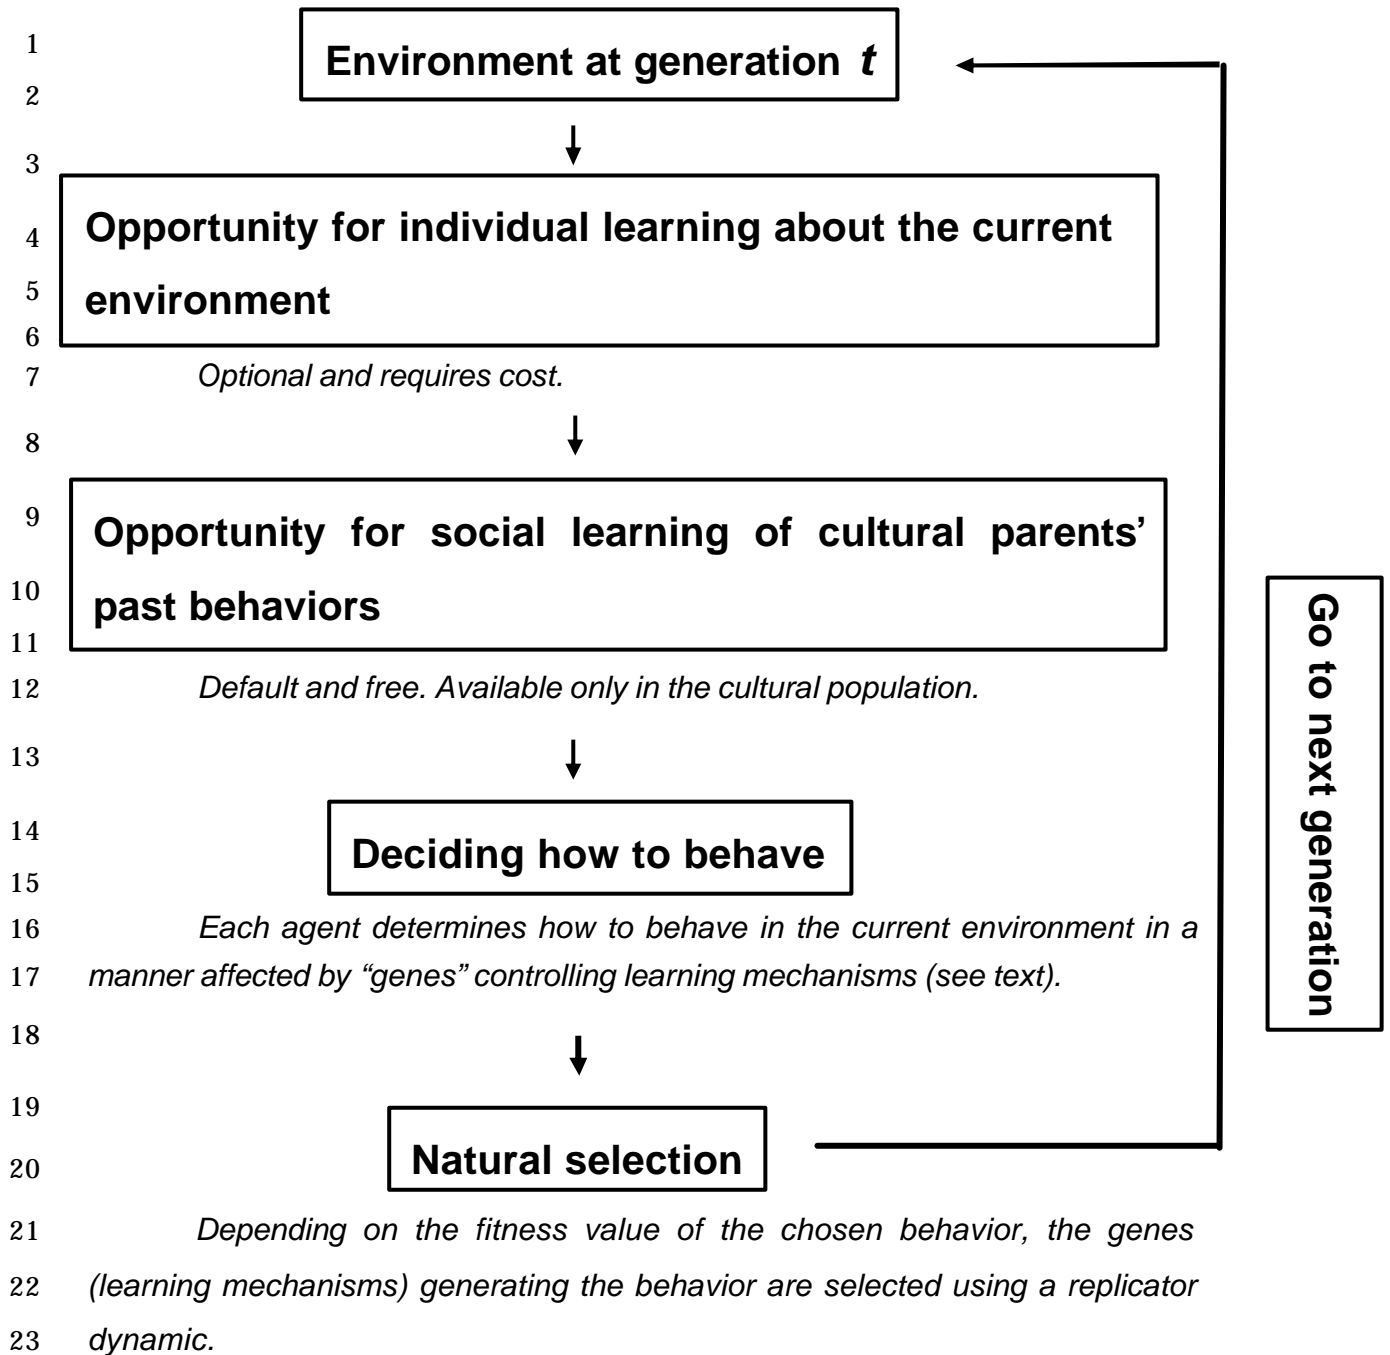 1
Environment at generation t
2
3
4 Opportunity for individual learning about the current
5 environment
6
7 Optional and requires cost.
8
9 Opportunity for social learning of cultural parents’
10 past behaviors
11
12 Default and free. Available only in the cultural population.
13
14
Deciding how to behave
15
16 Each agent determines how to behave in the current environment in a
17 manner affected by “genes” controlling learning mechanisms (see text).
18
19
20 Natural selection
21 Depending on the fitness value of the chosen behavior, the genes
22 (learning mechanisms) generating the behavior are selected using a replicator
23 dynamic.
Go to next generation